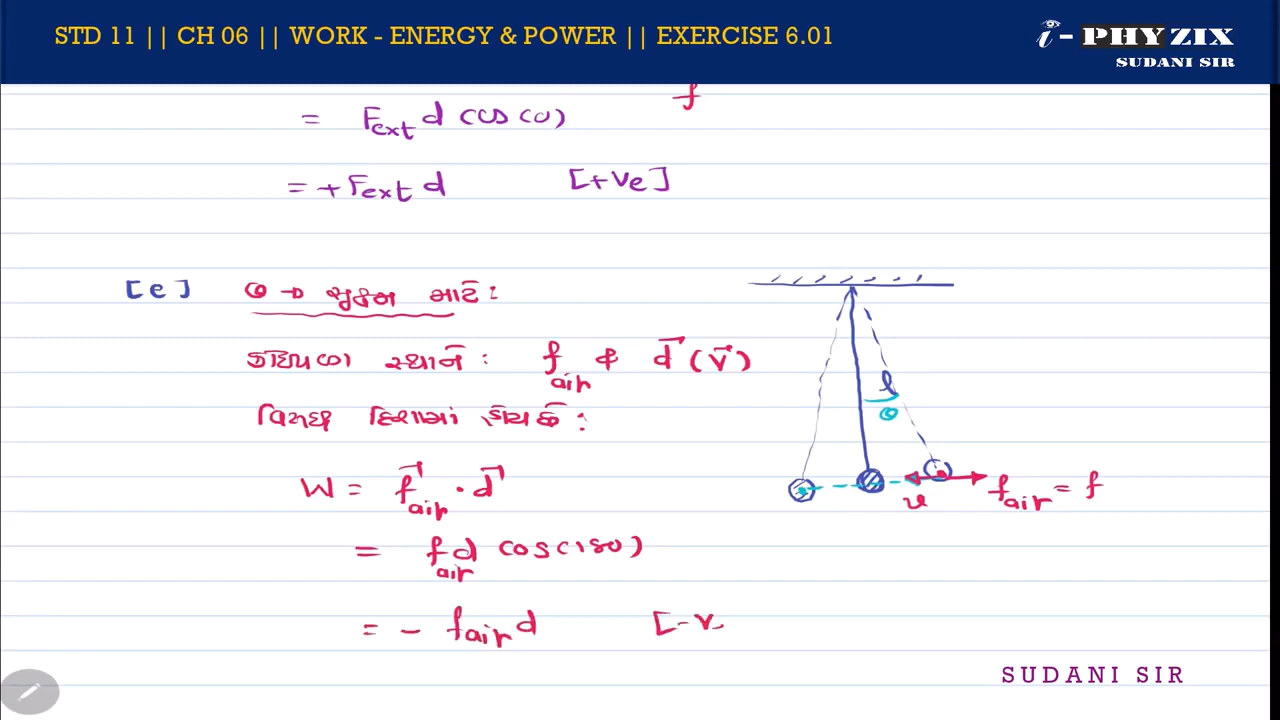 STD 11 || CH 06 || WORK - ENERGY & POWER || EXERCISE 6.01
i - PHYZIX
SUDANI SIR
f
= Fext d cos(0)
= + Fext d [+ve]
[e] θ → માટે :
સ્થાને : fair d⃗ (v⃗)
વિરુદ્ધ દિશામાં હોય છે :
l
θ
W = f⃗air · d⃗
v fair = f
= fair d cos(180)
= - fair d [-v
SUDANI SIR